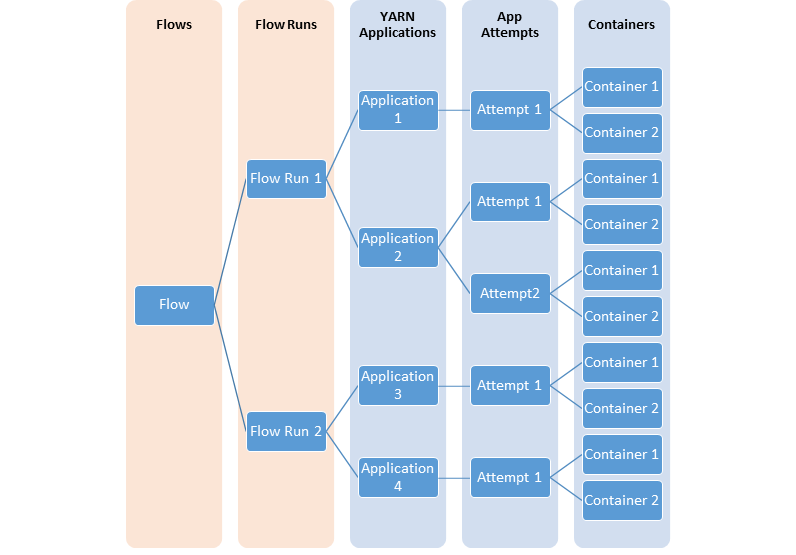 Flows
Flow Runs
YARN
Applications
App
Attempts
Containers
Flow
Flow Run 1
Flow Run 2
Application
1
Application
2
Application
3
Application
4
Attempt 1
Attempt 1
Attempt2
Attempt 1
Attempt 1
Container 1
Container 2
Container 1
Container 2
Container 1
Container 2
Container 1
Container 2
Container 1
Container 2